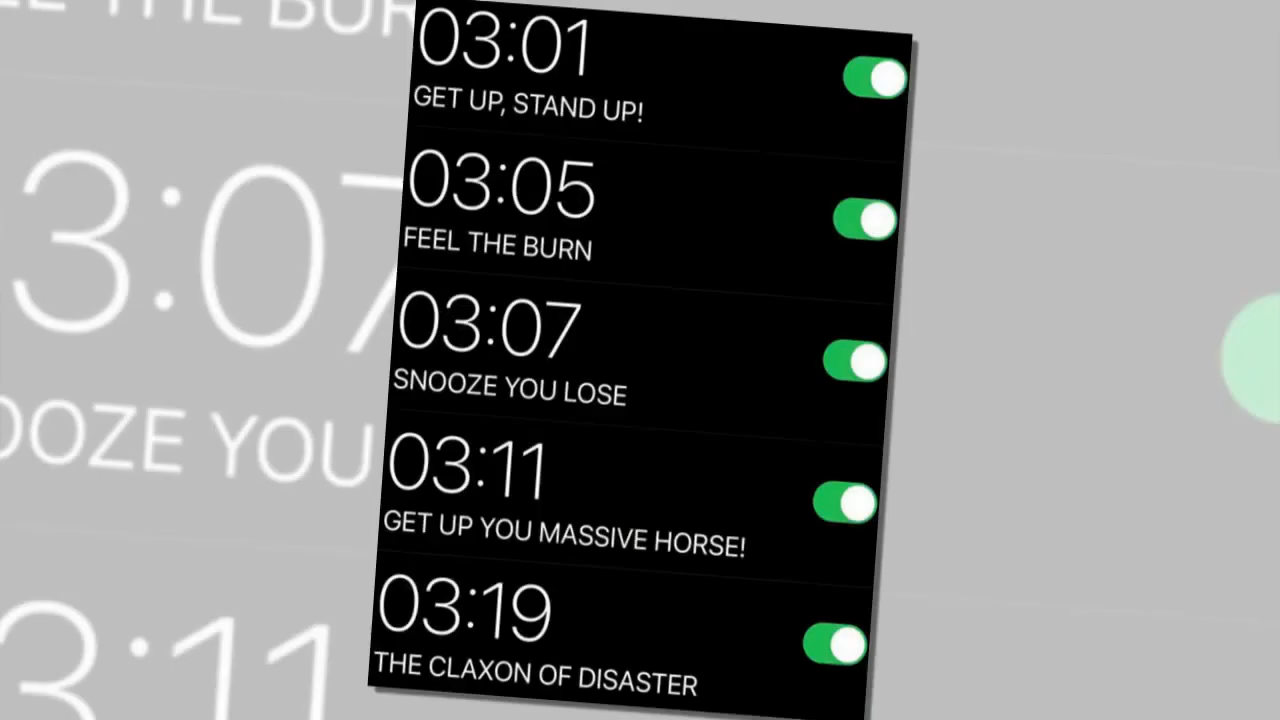 03:01
GET UP, STAND UP!
03:05
FEEL THE BURN
03:07
SNOOZE YOU LOSE
03:11
GET UP YOU MASSIVE HORSE!
03:19
THE CLAXON OF DISASTER